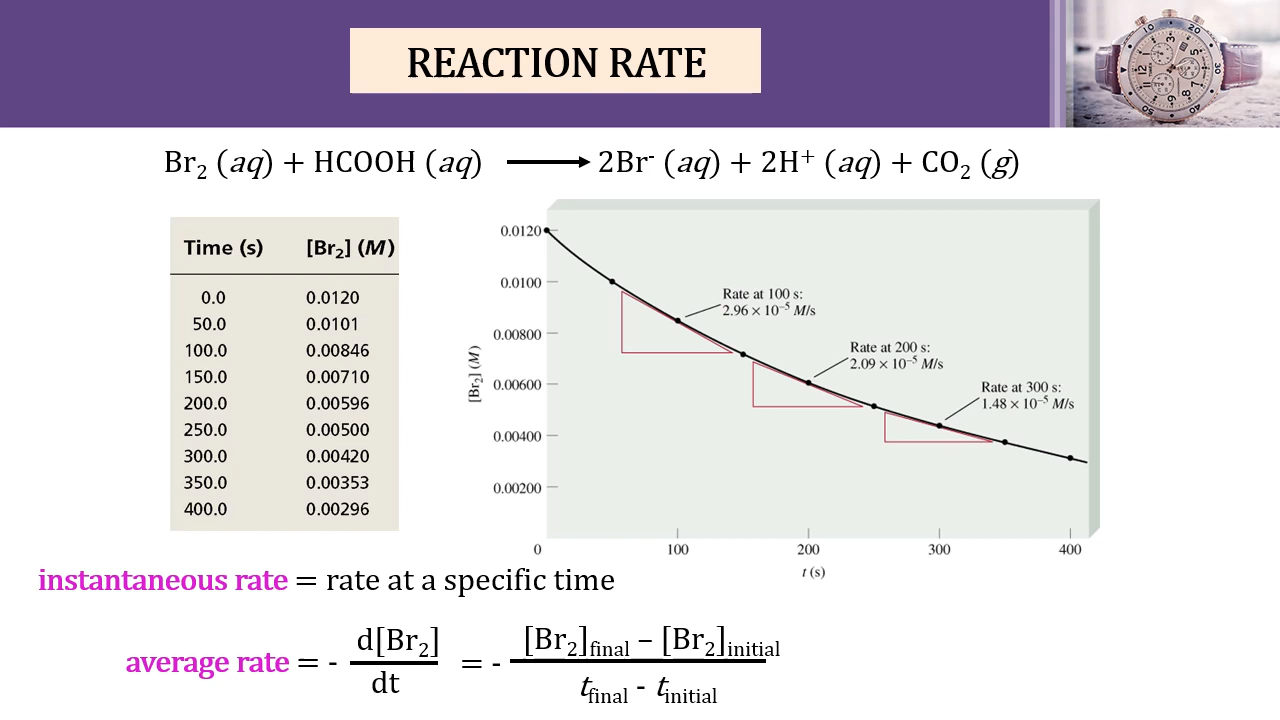 REACTION RATE
Br₂ (aq) + HCOOH (aq) ⟶ 2Br⁻ (aq) + 2H⁺ (aq) + CO₂ (g)
Time (s) [Br₂] (M)
0.0 0.0120
50.0 0.0101
100.0 0.00846
150.0 0.00710
200.0 0.00596
250.0 0.00500
300.0 0.00420
350.0 0.00353
400.0 0.00296
0.0120
0.0100
0.00800
0.00600
0.00400
0.00200
[Br₂] (M)
Rate at 100 s:
2.96 × 10⁻⁵ M/s
Rate at 200 s:
2.09 × 10⁻⁵ M/s
Rate at 300 s:
1.48 × 10⁻⁵ M/s
0 100 200 300 400
t (s)
instantaneous rate = rate at a specific time
average rate = - d[Br₂] / dt = - [Br₂]final – [Br₂]initial / tfinal - tinitial